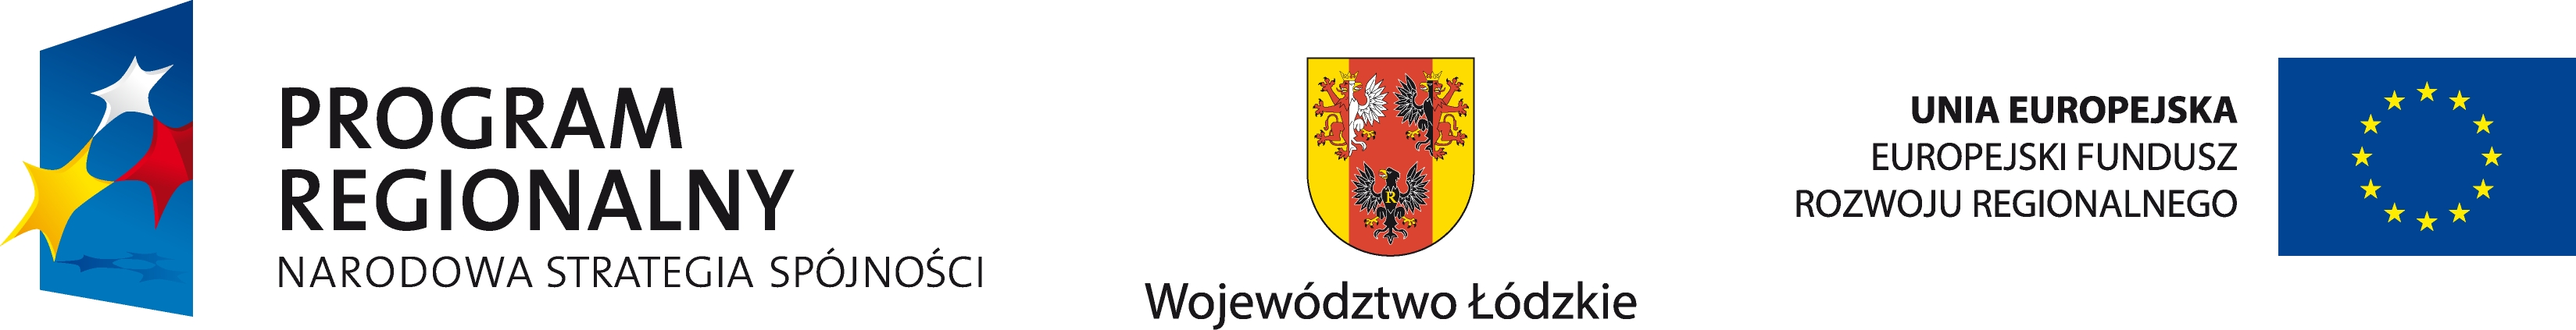 PROGRAM
REGIONALNY
NARODOWA STRATEGIA SPÓJNOŚCI
R
Województwo Łódzkie
UNIA EUROPEJSKA
EUROPEJSKI FUNDUSZ
ROZWOJU REGIONALNEGO